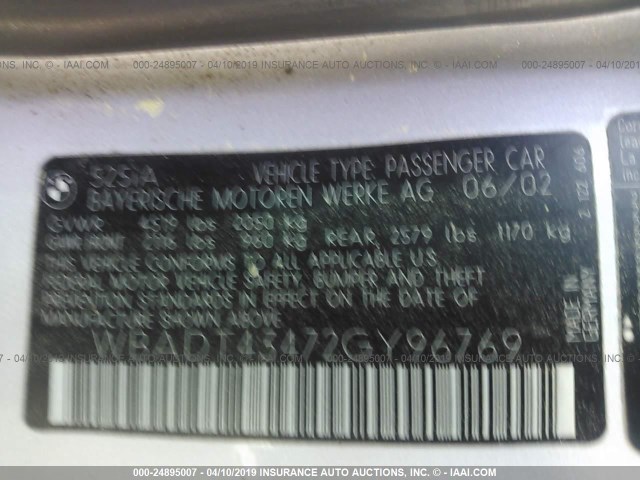 UCTIONS, INC. © - IAAI.COM 000-24895007 - 04/10/2019 INSURANCE AUTO AUCTIONS, INC. © - IAAI.COM 000-24895007 - 04/10/2019
525iA VEHICLE TYPE: PASSENGER CAR
BAYERISCHE MOTOREN WERKE AG 06/02
GVWR 4519 lbs 2050 kg
GAWR FRONT 2116 lbs 960 kg REAR, 2579 lbs 1170 kg
THIS VEHICLE CONFORMS TO ALL APPLICABLE U.S.
FEDERAL MOTOR VEHICLE SAFETY, BUMPER AND THEFT
PREVENTION STANDARDS IN EFFECT ON THE DATE OF
MANUFACTURE SHOWN ABOVE.
WBADT43472GY96769
MADE IN
GERMANY
2 122 606
000-24895007 - 04/10/2019 INSURANCE AUTO AUCTIONS, INC. © - IAAI.COM